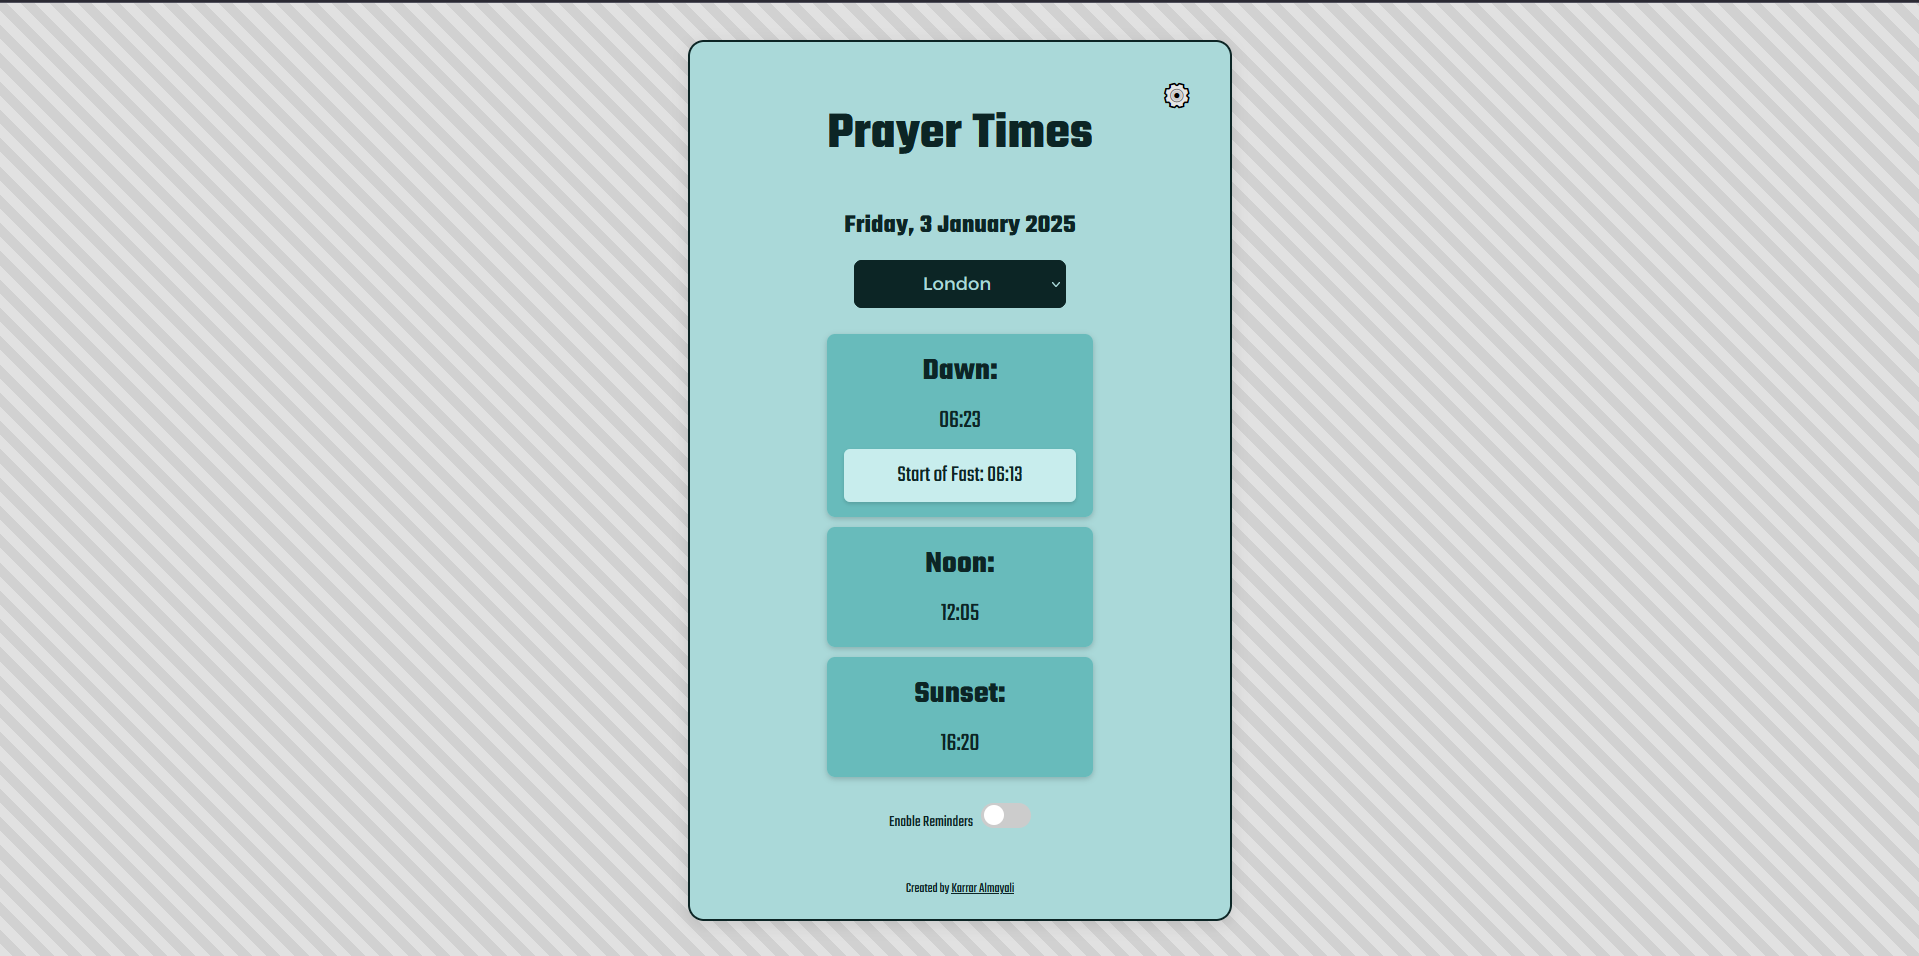 Prayer Times
Friday, 3 January 2025
London
Dawn:
06:23
Start of Fast: 06:13
Noon:
12:05
Sunset:
16:20
Enable Reminders
Created by Karrar Almayali